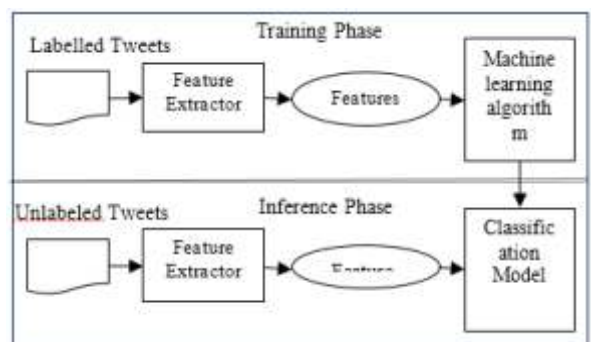 Training Phase
Labelled Tweets
Feature
Extractor
Features
Machine
learning
algorith
m
Inference Phase
Unlabeled Tweets
Feature
Extractor
Classific
ation
Model